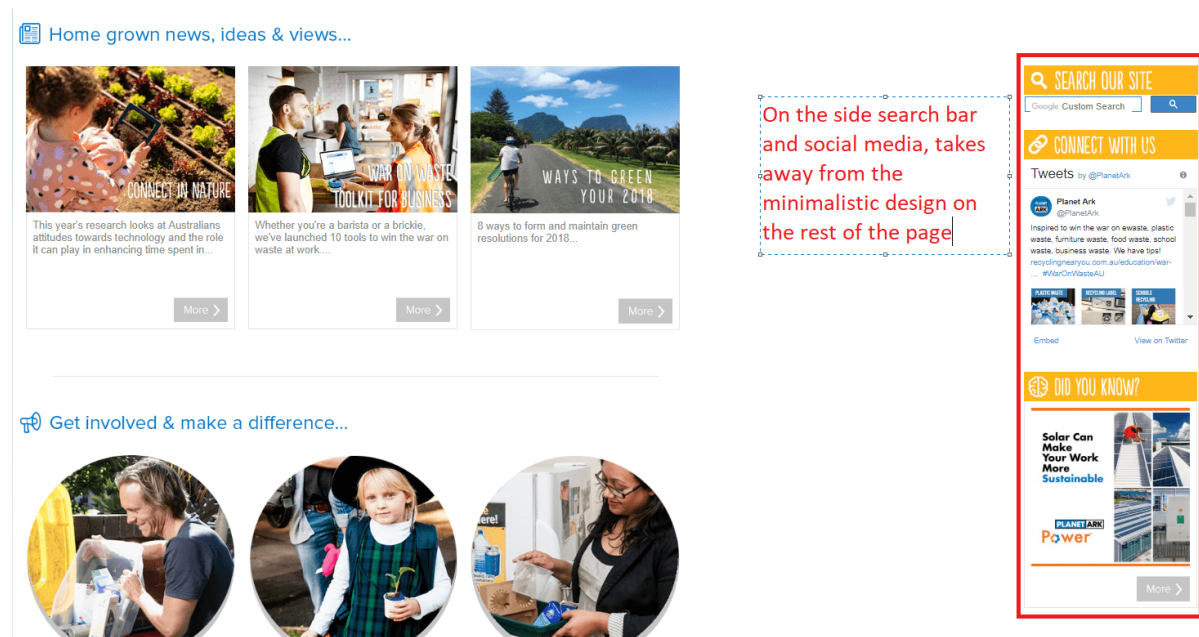 Home grown news, ideas & views...
CONNECT IN NATURE
This year's research looks at Australians
attitudes towards technology and the role
it can play in enhancing time spent in...
More
WAR ON WASTE
TOOLKIT FOR BUSINESS
Whether you're a barista or a brickie,
we've launched 10 tools to win the war on
waste at work....
More
WAYS TO GREEN
YOUR 2018
8 ways to form and maintain green
resolutions for 2018...
More
Get involved & make a difference...
On the side search bar
and social media, takes
away from the
minimalistic design on
the rest of the page
SEARCH OUR SITE
Google Custom Search
CONNECT WITH US
Tweets by @PlanetArk
PLANET
ARK
Planet Ark
@PlanetArk
Inspired to win the war on ewaste, plastic
waste, furniture waste, food waste, school
waste, business waste. We have tips!
recyclingnearyou.com.au/education/war-
... #WarOnWasteAU
PLASTIC WASTE
RECYCLING LABEL
SCHOOLS
RECYCLING
Embed
View on Twitter
DID YOU KNOW?
Solar Can
Make
Your Work
More
Sustainable
PLANET ARK
Power
More